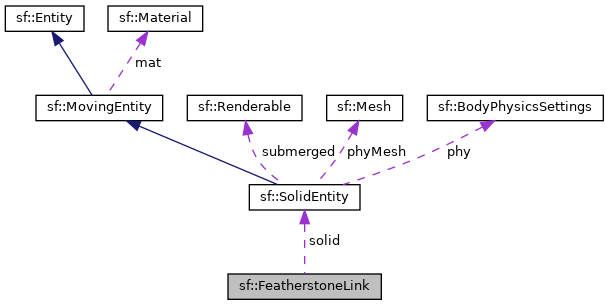 sf::Entity
sf::Material
mat
sf::MovingEntity
sf::Renderable
sf::Mesh
sf::BodyPhysicsSettings
submerged
phyMesh
phy
sf::SolidEntity
solid
sf::FeatherstoneLink